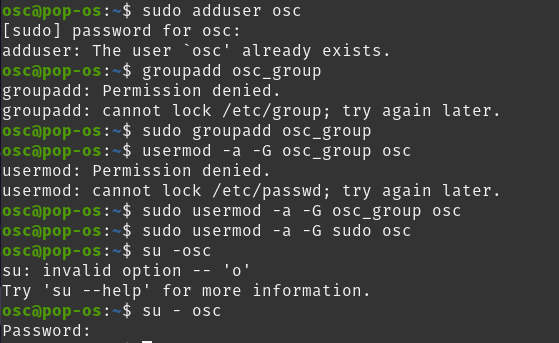 osc@pop-os:~$ sudo adduser osc
[sudo] password for osc:
adduser: The user `osc' already exists.
osc@pop-os:~$ groupadd osc_group
groupadd: Permission denied.
groupadd: cannot lock /etc/group; try again later.
osc@pop-os:~$ sudo groupadd osc_group
osc@pop-os:~$ usermod -a -G osc_group osc
usermod: Permission denied.
usermod: cannot lock /etc/passwd; try again later.
osc@pop-os:~$ sudo usermod -a -G osc_group osc
osc@pop-os:~$ sudo usermod -a -G sudo osc
osc@pop-os:~$ su -osc
su: invalid option -- 'o'
Try 'su --help' for more information.
osc@pop-os:~$ su - osc
Password: